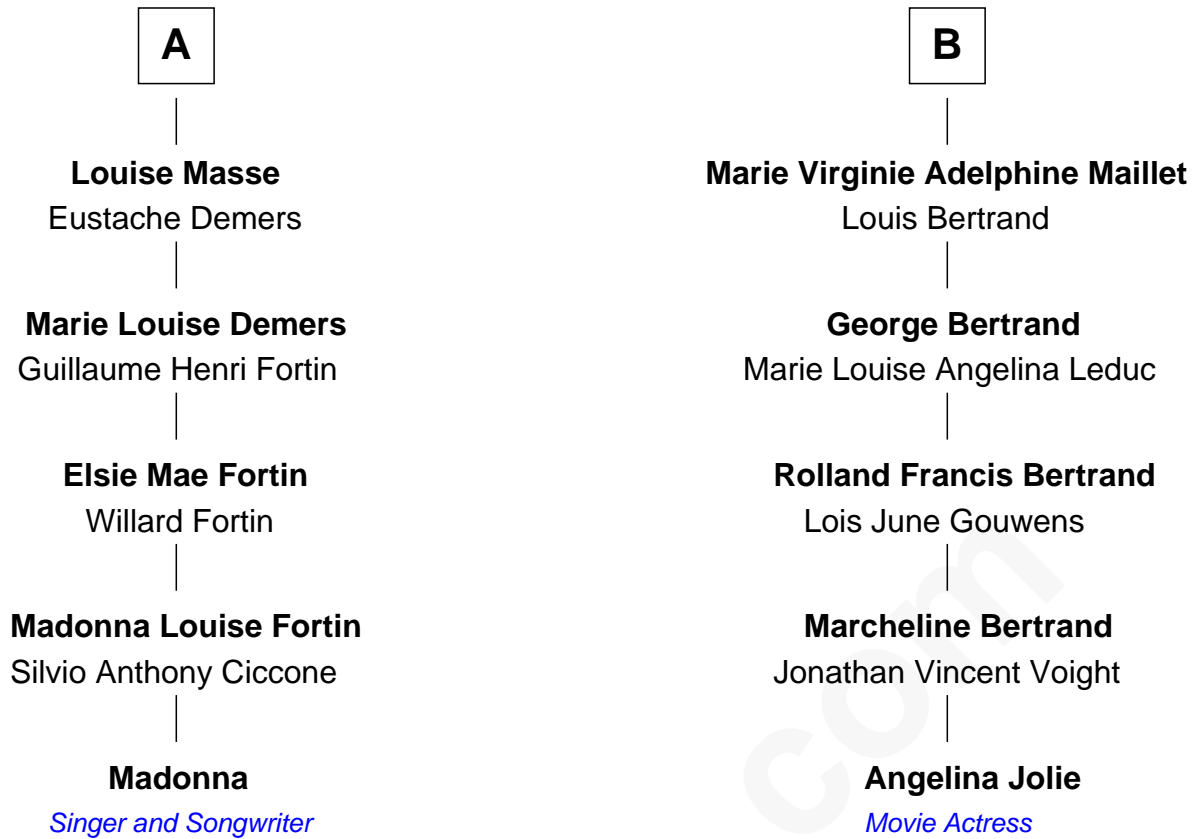 A
Louise Masse
Eustache Demers
Marie Louise Demers
Guillaume Henri Fortin
Elsie Mae Fortin
Willard Fortin
Madonna Louise Fortin
Silvio Anthony Ciccone
Madonna
Singer and Songwriter
B
Marie Virginie Adelphine Maillet
Louis Bertrand
George Bertrand
Marie Louise Angelina Leduc
Rolland Francis Bertrand
Lois June Gouwens
Marcheline Bertrand
Jonathan Vincent Voight
Angelina Jolie
Movie Actress
com